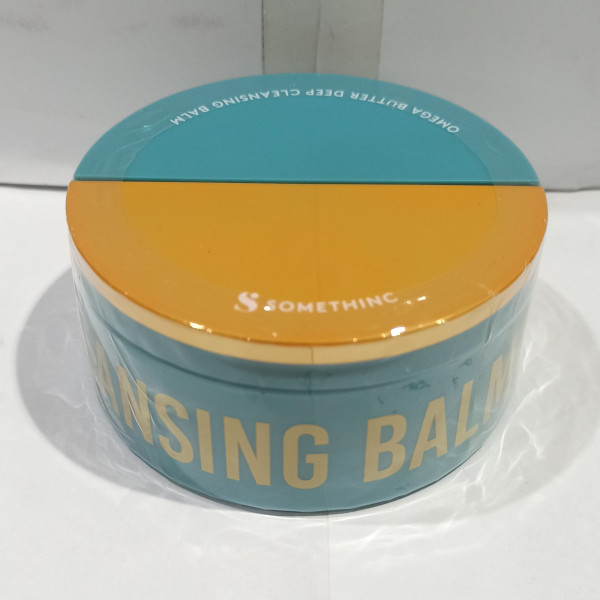 OMEGA BUTTER DEEP CLEANSING BALM
S SOMETHINC
ANSING BALM